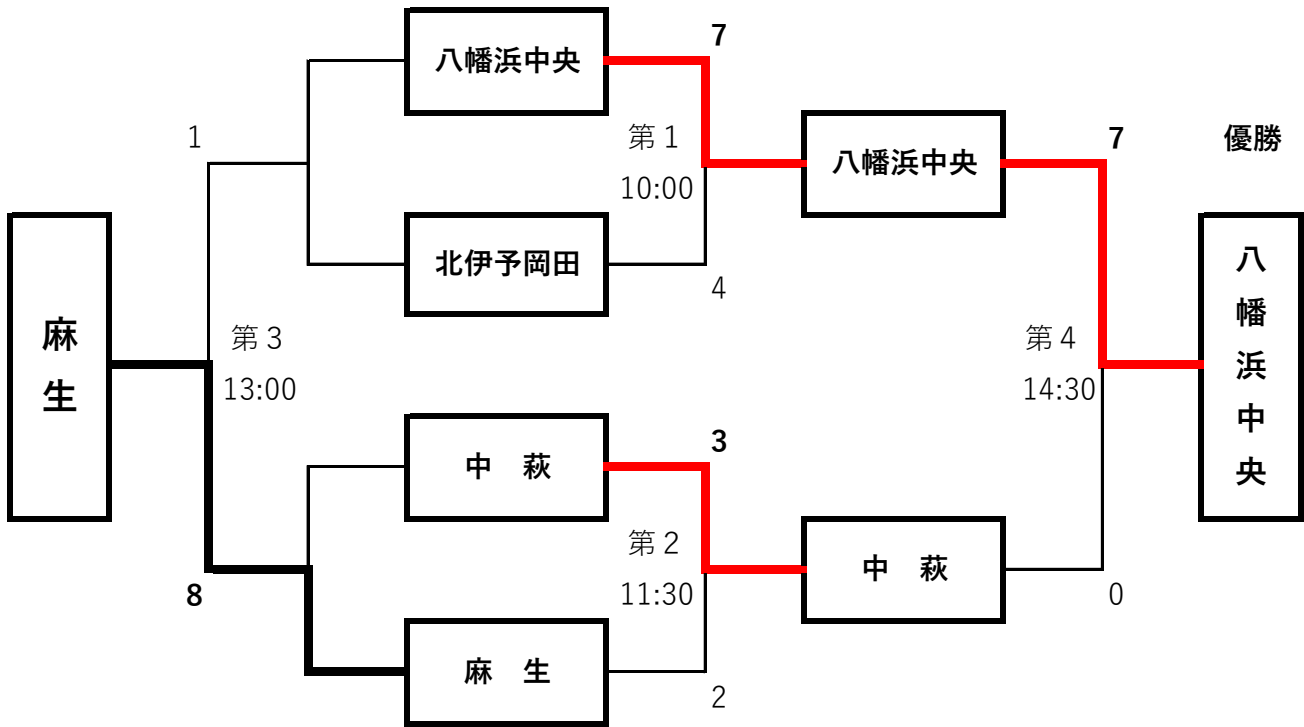 7
八幡浜中央
1
第１
7
優勝
八幡浜中央
10:00
北伊予岡田
4
麻生
第３
13:00
八幡浜中央
第４
14:30
3
中　萩
第２
中　萩
8
11:30
0
麻　生
2